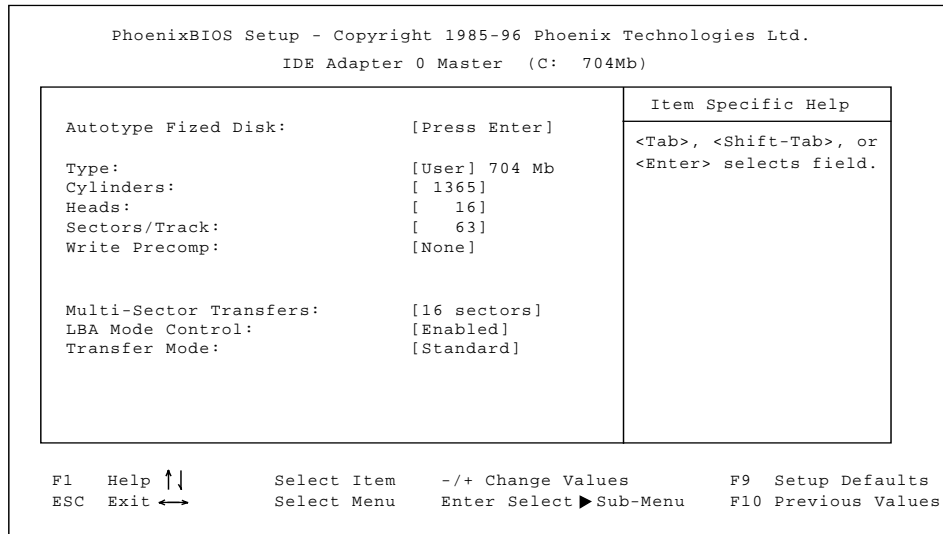 PhoenixBIOS Setup - Copyright 1985-96 Phoenix Technologies Ltd.
IDE Adapter 0 Master (C: 704Mb)
Item Specific Help
<Tab>, <Shift-Tab>, or
<Enter> selects field.
Autotype Fized Disk: [Press Enter]
Type: [User] 704 Mb
Cylinders: [ 1365]
Heads: [ 16]
Sectors/Track: [ 63]
Write Precomp: [None]
Multi-Sector Transfers: [16 sectors]
LBA Mode Control: [Enabled]
Transfer Mode: [Standard]
F1 Help ↑↓ Select Item -/+ Change Values F9 Setup Defaults
ESC Exit ↔ Select Menu Enter Select ▶ Sub-Menu F10 Previous Values